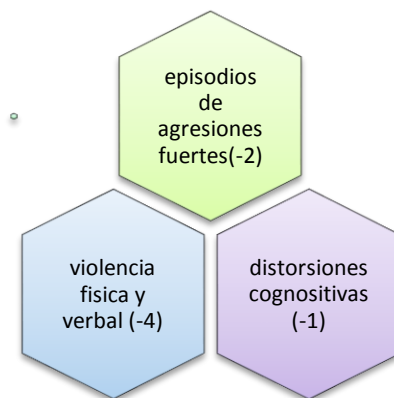 episodios
de
agresiones
fuertes(-2)
violencia
fisica y
verbal (-4)
distorsiones
cognositivas
(-1)